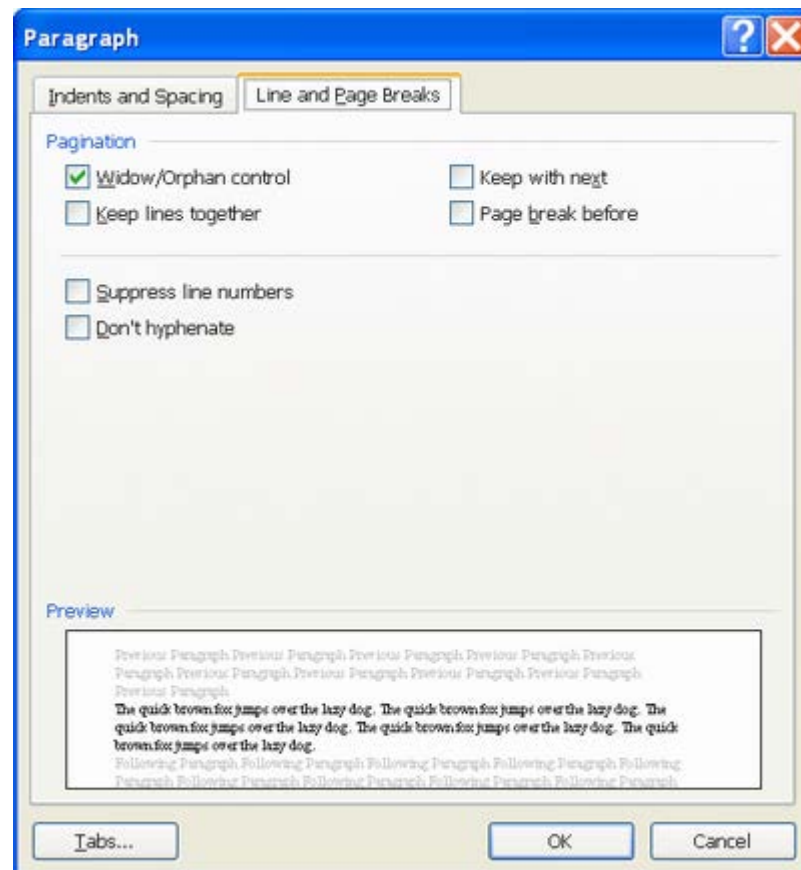 Paragraph
Indents and Spacing Line and Page Breaks
Pagination
Widow/Orphan control Keep with next
Keep lines together Page break before
Suppress line numbers
Don't hyphenate
Preview
Previous Paragraph Previous Paragraph Previous Paragraph Previous Paragraph Previous
Paragraph Previous Paragraph Previous Paragraph Previous Paragraph Previous Paragraph
Previous Paragraph
The quick brown fox jumps over the lazy dog. The quick brown fox jumps over the lazy dog. The
quick brown fox jumps over the lazy dog. The quick brown fox jumps over the lazy dog. The quick
brown fox jumps over the lazy dog.
Following Paragraph Following Paragraph Following Paragraph Following Paragraph Following
Paragraph Following Paragraph Following Paragraph Following Paragraph Following Paragraph
Tabs... OK Cancel